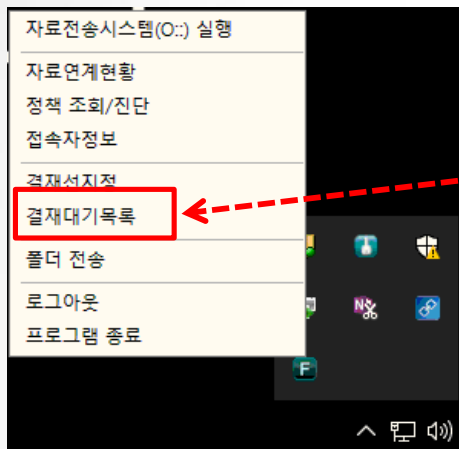 자료전송시스템(O::) 실행
자료연계현황
정책 조회/진단
접속자정보
결재선지정
결재대기목록
폴더 전송
로그아웃
프로그램 종료
N
F